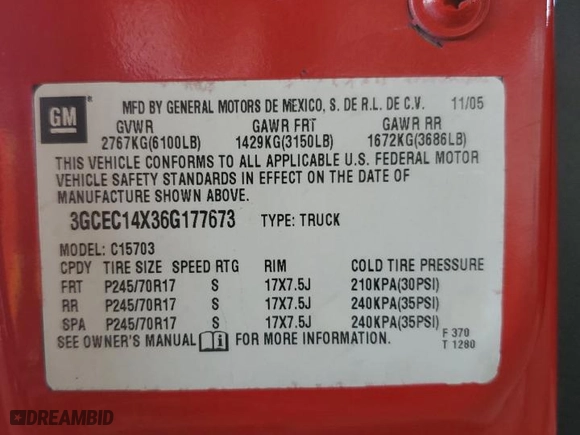 GM
MFD BY GENERAL MOTORS DE MEXICO, S. DE R.L. DE C.V. 11/05
GVWR GAWR FRT GAWR RR
2767KG(6100LB) 1429KG(3150LB) 1672KG(3686LB)
THIS VEHICLE CONFORMS TO ALL APPLICABLE U.S. FEDERAL MOTOR
VEHICLE SAFETY STANDARDS IN EFFECT ON THE DATE OF
MANUFACTURE SHOWN ABOVE.
3GCEC14X36G177673 TYPE: TRUCK
MODEL: C15703
CPDY TIRE SIZE SPEED RTG RIM COLD TIRE PRESSURE
FRT P245/70R17 S 17X7.5J 210KPA(30PSI)
RR P245/70R17 S 17X7.5J 240KPA(35PSI)
SPA P245/70R17 S 17X7.5J 240KPA(35PSI)
SEE OWNER'S MANUAL i FOR MORE INFORMATION.
F 370
T 1280
DREAMBID